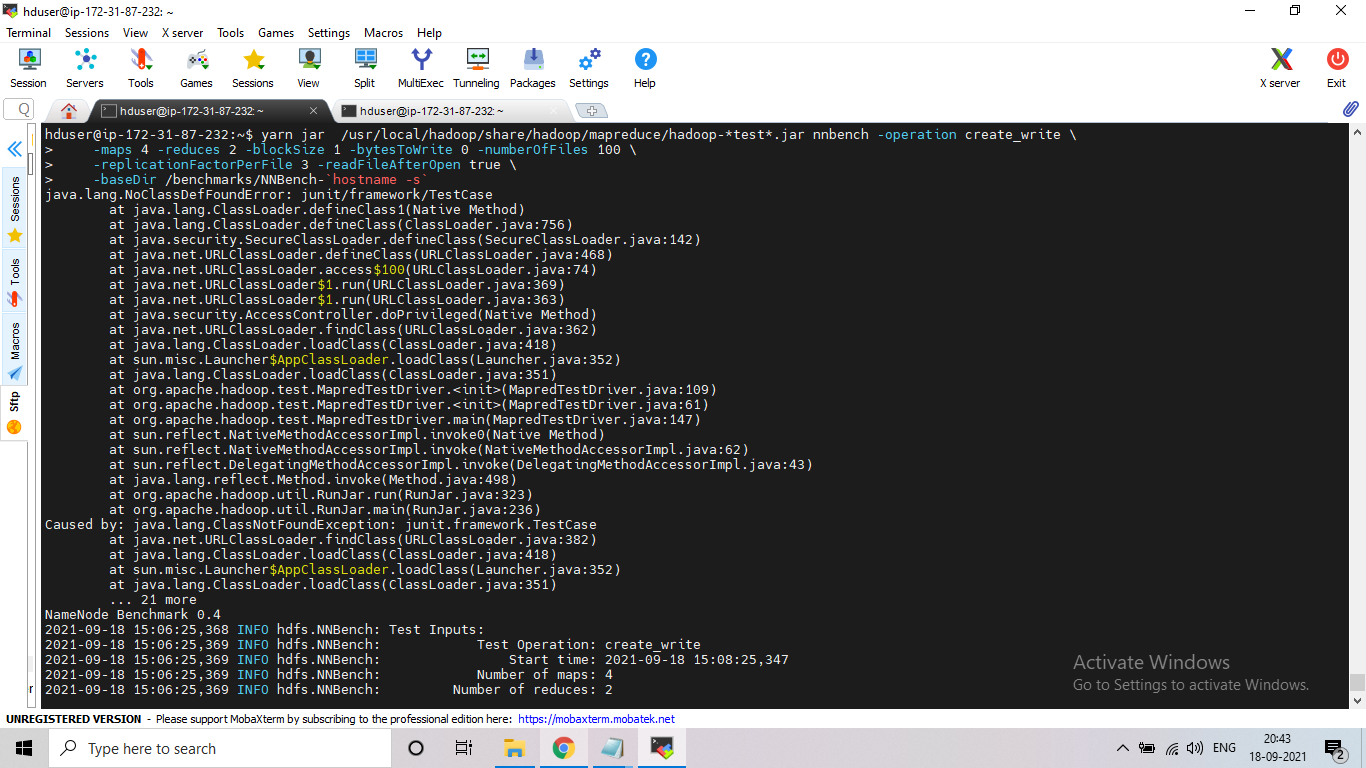 hduser@ip-172-31-87-232: ~
Terminal Sessions View X server Tools Games Settings Macros Help
Session Servers Tools Games Sessions View Split MultiExec Tunneling Packages Settings Help X server Exit
hduser@ip-172-31-87-232: ~ hduser@ip-172-31-87-232: ~
Sessions
Tools
Macros
Sftp
hduser@ip-172-31-87-232:~$ yarn jar  /usr/local/hadoop/share/hadoop/mapreduce/hadoop-*test*.jar nnbench -operation create_write \
>     -maps 4 -reduces 2 -blockSize 1 -bytesToWrite 0 -numberOfFiles 100 \
>     -replicationFactorPerFile 3 -readFileAfterOpen true \
>     -baseDir /benchmarks/NNBench-`hostname -s`
java.lang.NoClassDefFoundError: junit/framework/TestCase
        at java.lang.ClassLoader.defineClass1(Native Method)
        at java.lang.ClassLoader.defineClass(ClassLoader.java:756)
        at java.security.SecureClassLoader.defineClass(SecureClassLoader.java:142)
        at java.net.URLClassLoader.defineClass(URLClassLoader.java:468)
        at java.net.URLClassLoader.access$100(URLClassLoader.java:74)
        at java.net.URLClassLoader$1.run(URLClassLoader.java:369)
        at java.net.URLClassLoader$1.run(URLClassLoader.java:363)
        at java.security.AccessController.doPrivileged(Native Method)
        at java.net.URLClassLoader.findClass(URLClassLoader.java:362)
        at java.lang.ClassLoader.loadClass(ClassLoader.java:418)
        at sun.misc.Launcher$AppClassLoader.loadClass(Launcher.java:352)
        at java.lang.ClassLoader.loadClass(ClassLoader.java:351)
        at org.apache.hadoop.test.MapredTestDriver.<init>(MapredTestDriver.java:109)
        at org.apache.hadoop.test.MapredTestDriver.<init>(MapredTestDriver.java:61)
        at org.apache.hadoop.test.MapredTestDriver.main(MapredTestDriver.java:147)
        at sun.reflect.NativeMethodAccessorImpl.invoke0(Native Method)
        at sun.reflect.NativeMethodAccessorImpl.invoke(NativeMethodAccessorImpl.java:62)
        at sun.reflect.DelegatingMethodAccessorImpl.invoke(DelegatingMethodAccessorImpl.java:43)
        at java.lang.reflect.Method.invoke(Method.java:498)
        at org.apache.hadoop.util.RunJar.run(RunJar.java:323)
        at org.apache.hadoop.util.RunJar.main(RunJar.java:236)
Caused by: java.lang.ClassNotFoundException: junit.framework.TestCase
        at java.net.URLClassLoader.findClass(URLClassLoader.java:382)
        at java.lang.ClassLoader.loadClass(ClassLoader.java:418)
        at sun.misc.Launcher$AppClassLoader.loadClass(Launcher.java:352)
        at java.lang.ClassLoader.loadClass(ClassLoader.java:351)
        ... 21 more
NameNode Benchmark 0.4
2021-09-18 15:06:25,368 INFO hdfs.NNBench: Test Inputs:
2021-09-18 15:06:25,369 INFO hdfs.NNBench:            Test Operation: create_write
2021-09-18 15:06:25,369 INFO hdfs.NNBench:                Start time: 2021-09-18 15:08:25,347
2021-09-18 15:06:25,369 INFO hdfs.NNBench:            Number of maps: 4
2021-09-18 15:06:25,369 INFO hdfs.NNBench:         Number of reduces: 2
Activate Windows
Go to Settings to activate Windows.
UNREGISTERED VERSION - Please support MobaXterm by subscribing to the professional edition here: https://mobaxterm.mobatek.net
Type here to search
ENG
20:43
18-09-2021
2